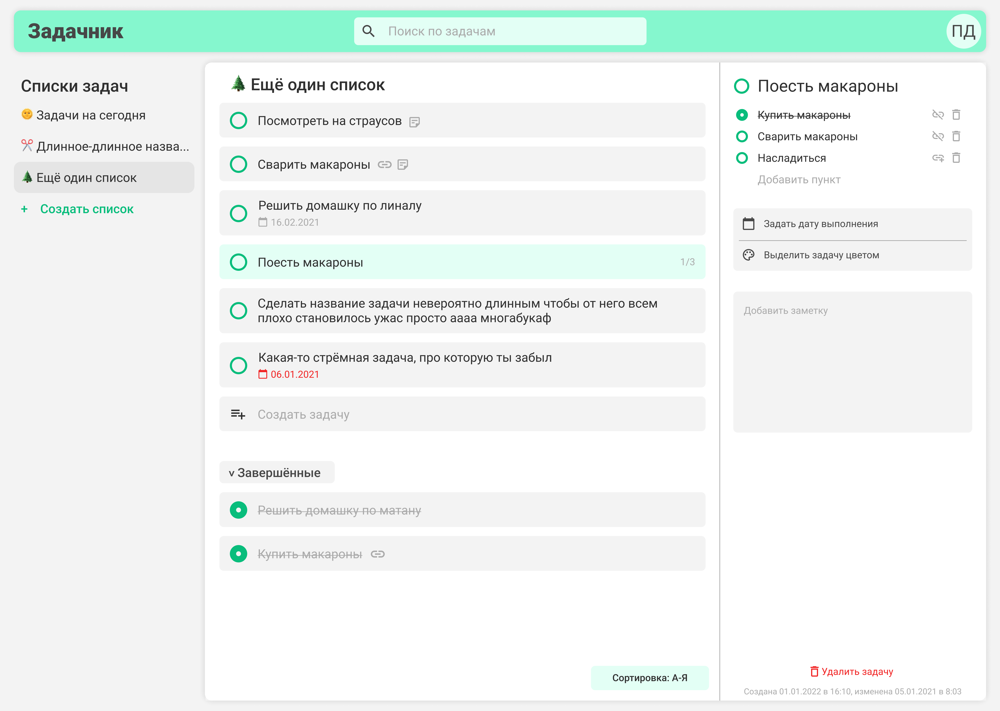 Задачник
Поиск по задачам
ПД
Списки задач
🌞 Задачи на сегодня
✂️ Длинное-длинное назва...
🌲 Ещё один список
+ Создать список
🌲 Ещё один список
Посмотреть на страусов
Сварить макароны
Решить домашку по линалу
16.02.2021
Поесть макароны
1/3
Сделать название задачи невероятно длинным чтобы от него всем
плохо становилось ужас просто аааа многабукаф
Какая-то стрёмная задача, про которую ты забыл
06.01.2021
Создать задачу
v Завершённые
Решить домашку по матану
Купить макароны
Сортировка: А-Я
Поесть макароны
Купить макароны
Сварить макароны
Насладиться
Добавить пункт
Задать дату выполнения
Выделить задачу цветом
Добавить заметку
Удалить задачу
Создана 01.01.2022 в 16:10, изменена 05.01.2021 в 8:03